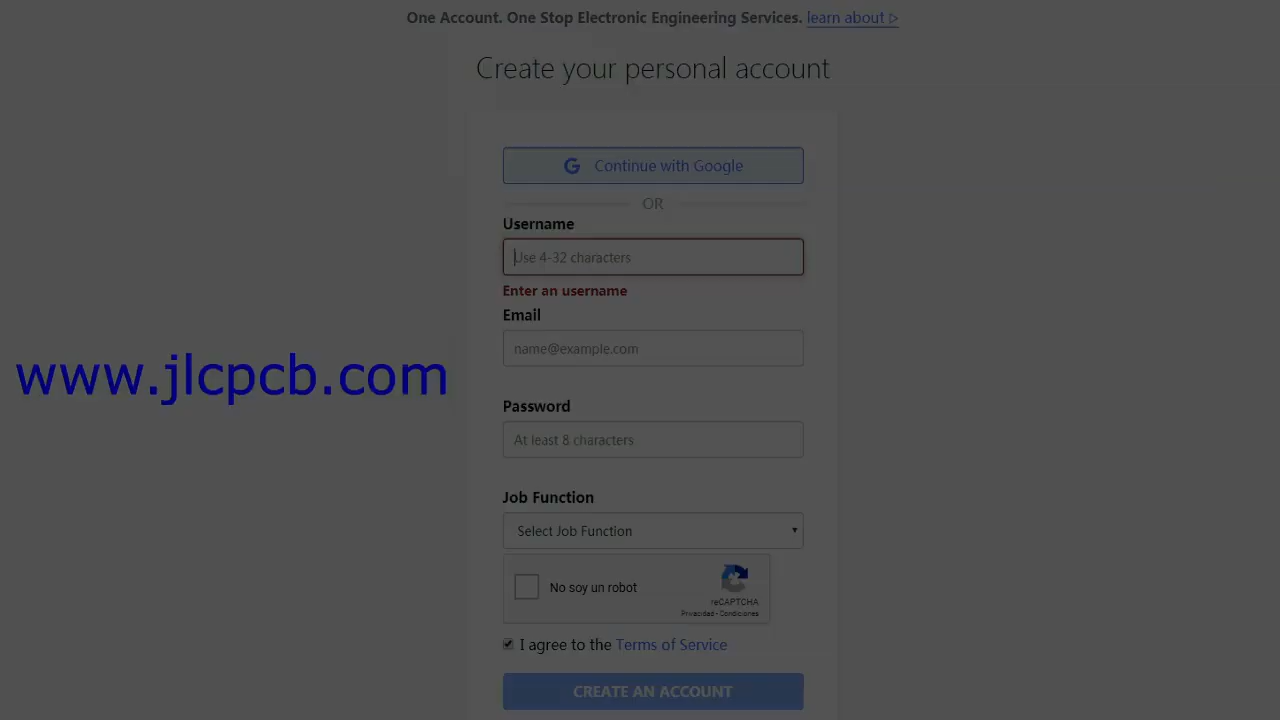 One Account. One Stop Electronic Engineering Services. learn about ▷
Create your personal account
G Continue with Google
OR
Username
Use 4-32 characters
Enter an username
Email
name@example.com
www.jlcpcb.com
Password
At least 8 characters
Job Function
Select Job Function
No soy un robot
reCAPTCHA
Privacidad - Condiciones
I agree to the Terms of Service
CREATE AN ACCOUNT